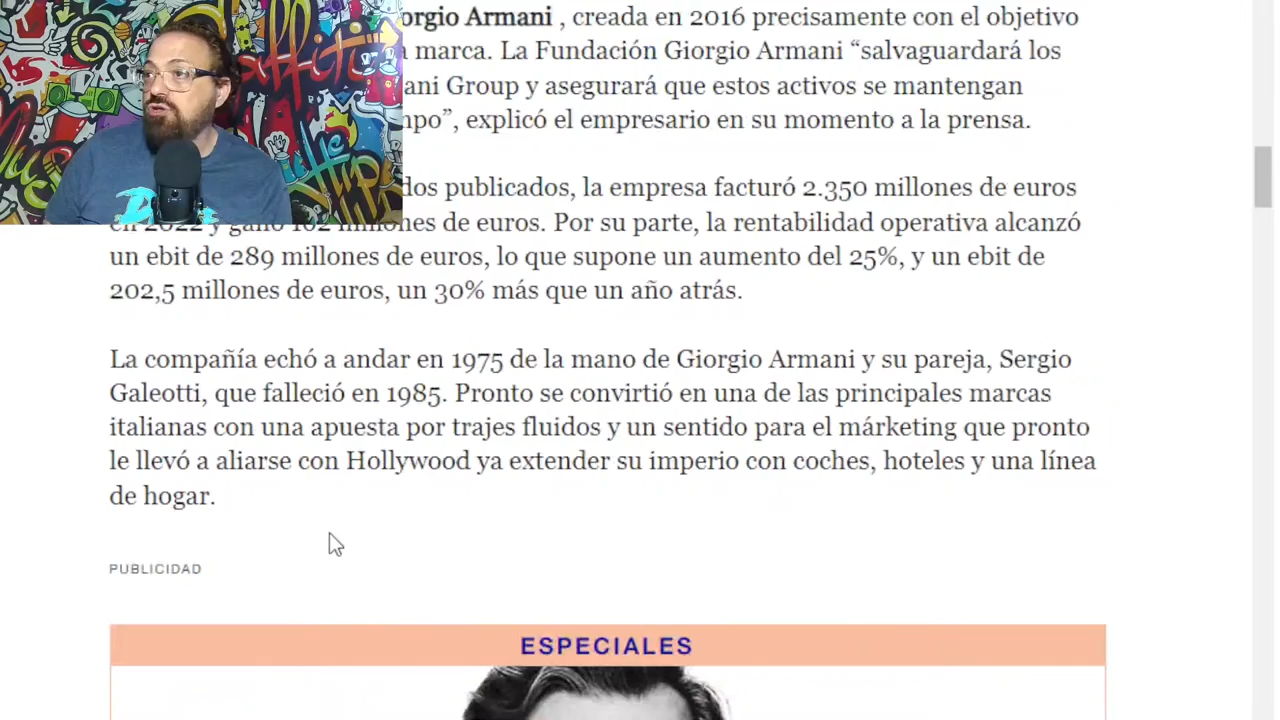 orgio Armani , creada en 2016 precisamente con el objetivo
a marca. La Fundación Giorgio Armani “salvaguardará los
ani Group y asegurará que estos activos se mantengan
mpo”, explicó el empresario en su momento a la prensa.
dos publicados, la empresa facturó 2.350 millones de euros
en 2022 y ganó 162 millones de euros. Por su parte, la rentabilidad operativa alcanzó
un ebit de 289 millones de euros, lo que supone un aumento del 25%, y un ebit de
202,5 millones de euros, un 30% más que un año atrás.
La compañía echó a andar en 1975 de la mano de Giorgio Armani y su pareja, Sergio
Galeotti, que falleció en 1985. Pronto se convirtió en una de las principales marcas
italianas con una apuesta por trajes fluidos y un sentido para el márketing que pronto
le llevó a aliarse con Hollywood ya extender su imperio con coches, hoteles y una línea
de hogar.
PUBLICIDAD
ESPECIALES